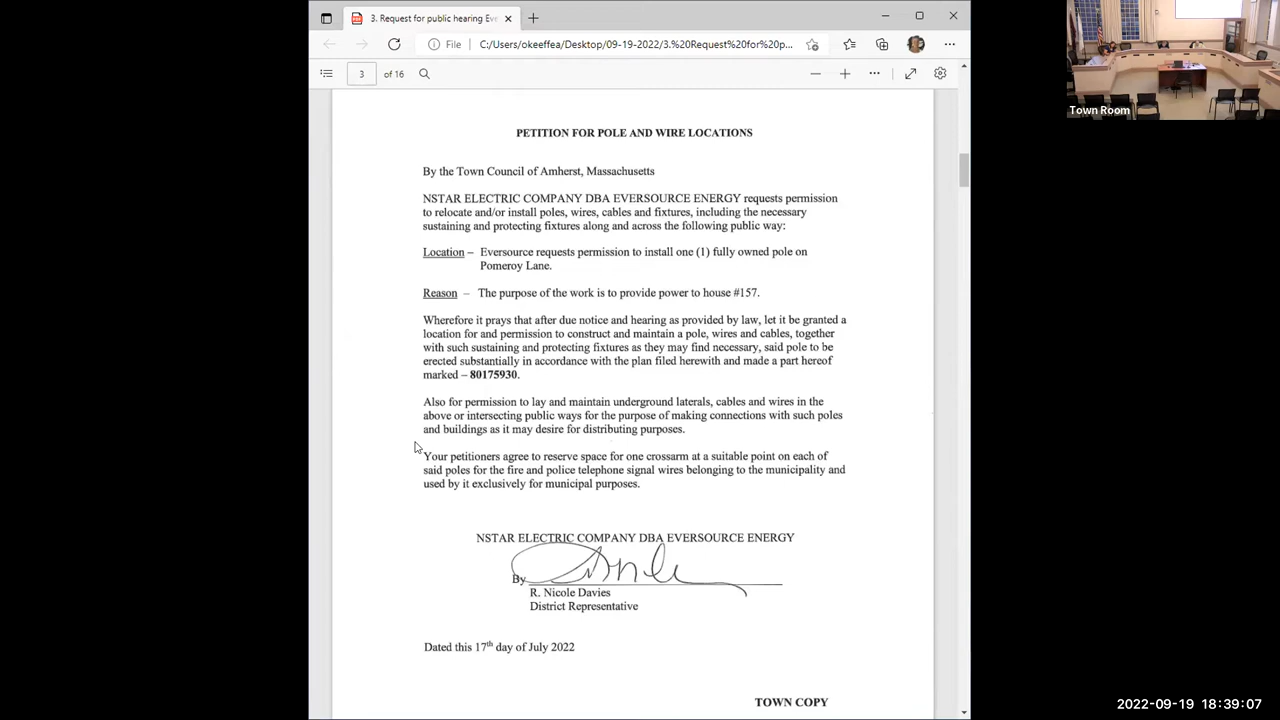 3. Request for public hearing Eve
File
C:/Users/okeeffea/Desktop/09-19-2022/3.%20Request%20for%20p...
3 of 16
Town Room
PETITION FOR POLE AND WIRE LOCATIONS
By the Town Council of Amherst, Massachusetts
NSTAR ELECTRIC COMPANY DBA EVERSOURCE ENERGY requests permission
to relocate and/or install poles, wires, cables and fixtures, including the necessary
sustaining and protecting fixtures along and across the following public way:
Location – Eversource requests permission to install one (1) fully owned pole on
Pomeroy Lane.
Reason – The purpose of the work is to provide power to house #157.
Wherefore it prays that after due notice and hearing as provided by law, let it be granted a
location for and permission to construct and maintain a pole, wires and cables, together
with such sustaining and protecting fixtures as they may find necessary, said pole to be
erected substantially in accordance with the plan filed herewith and made a part hereof
marked – 80175930.
Also for permission to lay and maintain underground laterals, cables and wires in the
above or intersecting public ways for the purpose of making connections with such poles
and buildings as it may desire for distributing purposes.
Your petitioners agree to reserve space for one crossarm at a suitable point on each of
said poles for the fire and police telephone signal wires belonging to the municipality and
used by it exclusively for municipal purposes.
NSTAR ELECTRIC COMPANY DBA EVERSOURCE ENERGY
By
R. Nicole Davies
District Representative
Dated this 17th day of July 2022
TOWN COPY
2022-09-19 18:39:07